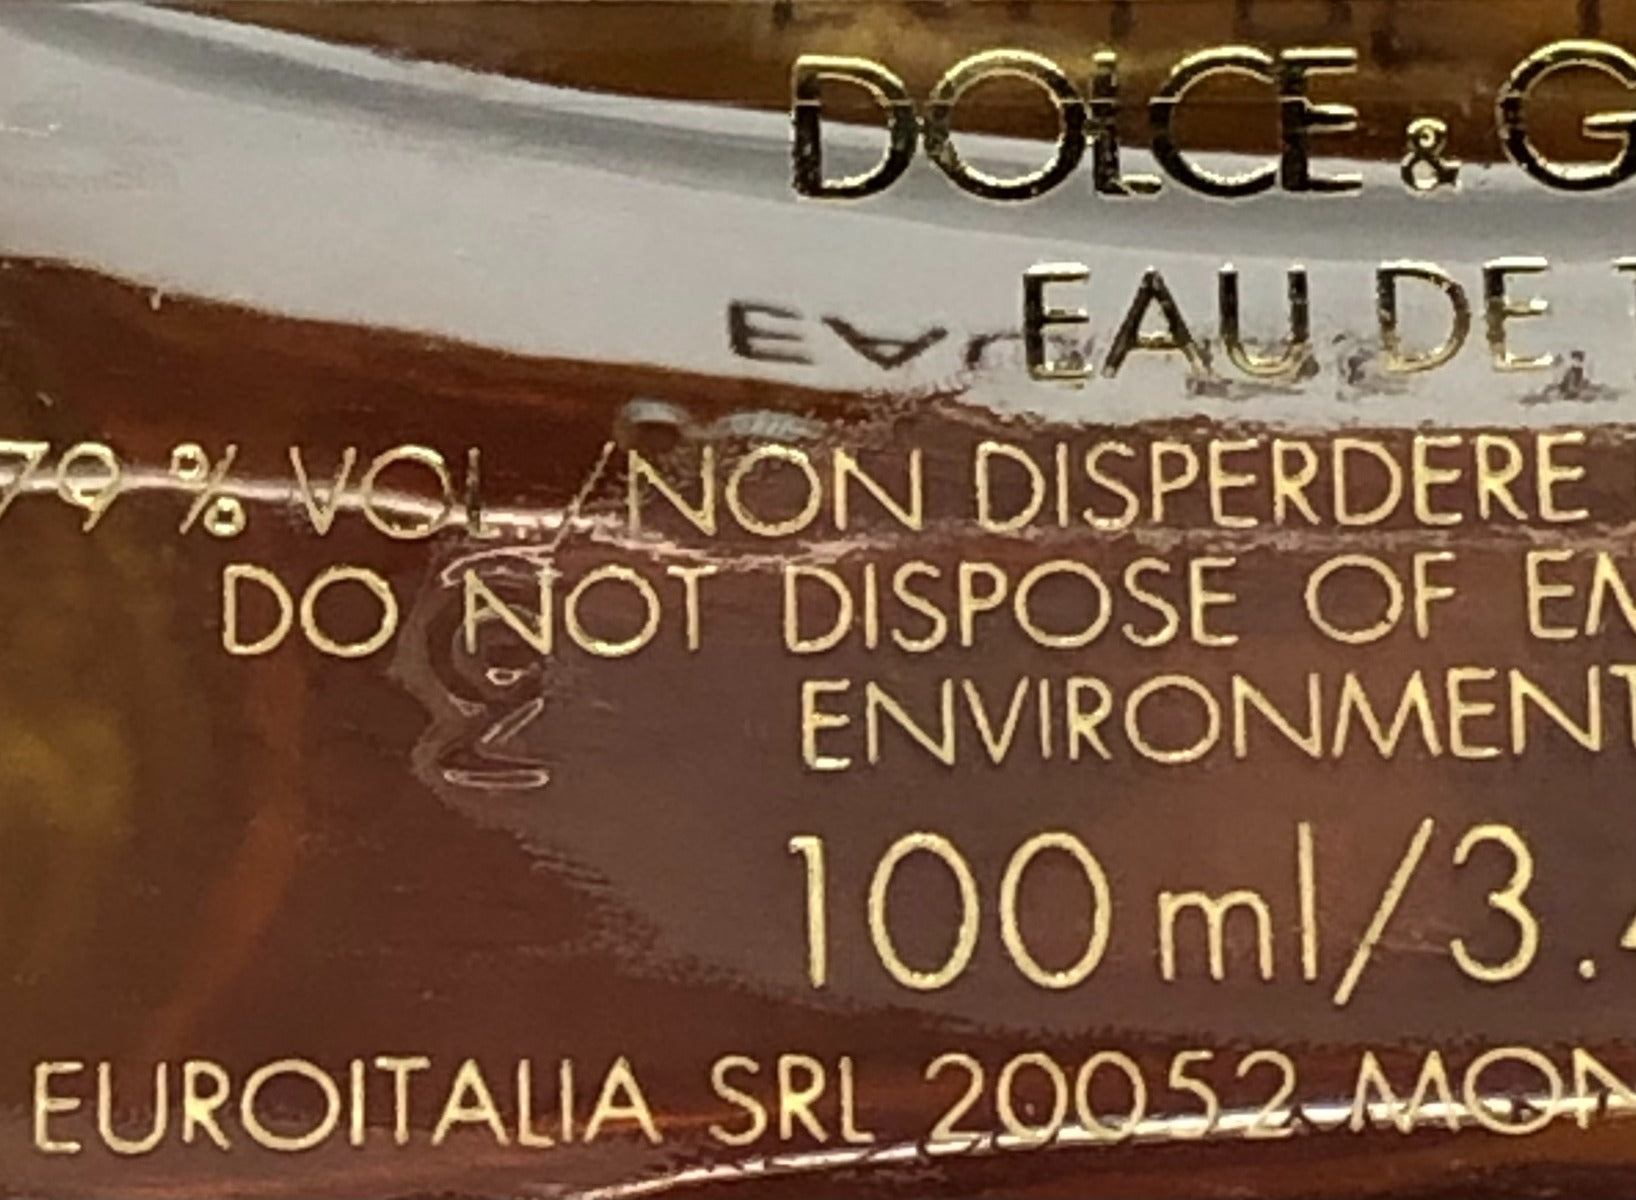 DOLCE & G
EAU DE T
79 % VOL/NON DISPERDERE
DO NOT DISPOSE OF EM
ENVIRONMENT
100 ml/3.4
EUROITALIA SRL 20052 MON